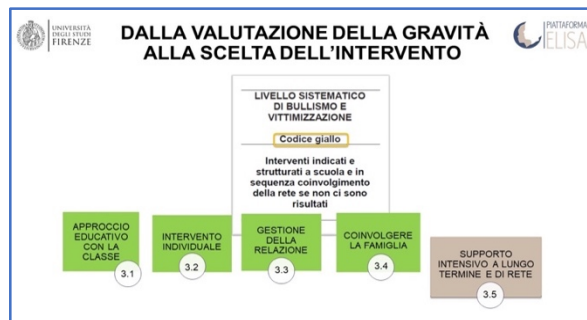 UNIVERSITÀ
DEGLI STUDI
FIRENZE
DALLA VALUTAZIONE DELLA GRAVITÀ
ALLA SCELTA DELL'INTERVENTO
PIATTAFORMA
ELISA
LIVELLO SISTEMATICO
DI BULLISMO E
VITTIMIZZAZIONE
Codice giallo
Interventi indicati e
strutturati a scuola e in
sequenza coinvolgimento
della rete se non ci sono
risultati
APPROCCIO
EDUCATIVO
CON LA
CLASSE
3.1
INTERVENTO
INDIVIDUALE
3.2
GESTIONE
DELLA
RELAZIONE
3.3
COINVOLGERE
LA FAMIGLIA
3.4
SUPPORTO
INTENSIVO A LUNGO
TERMINE E DI RETE
3.5